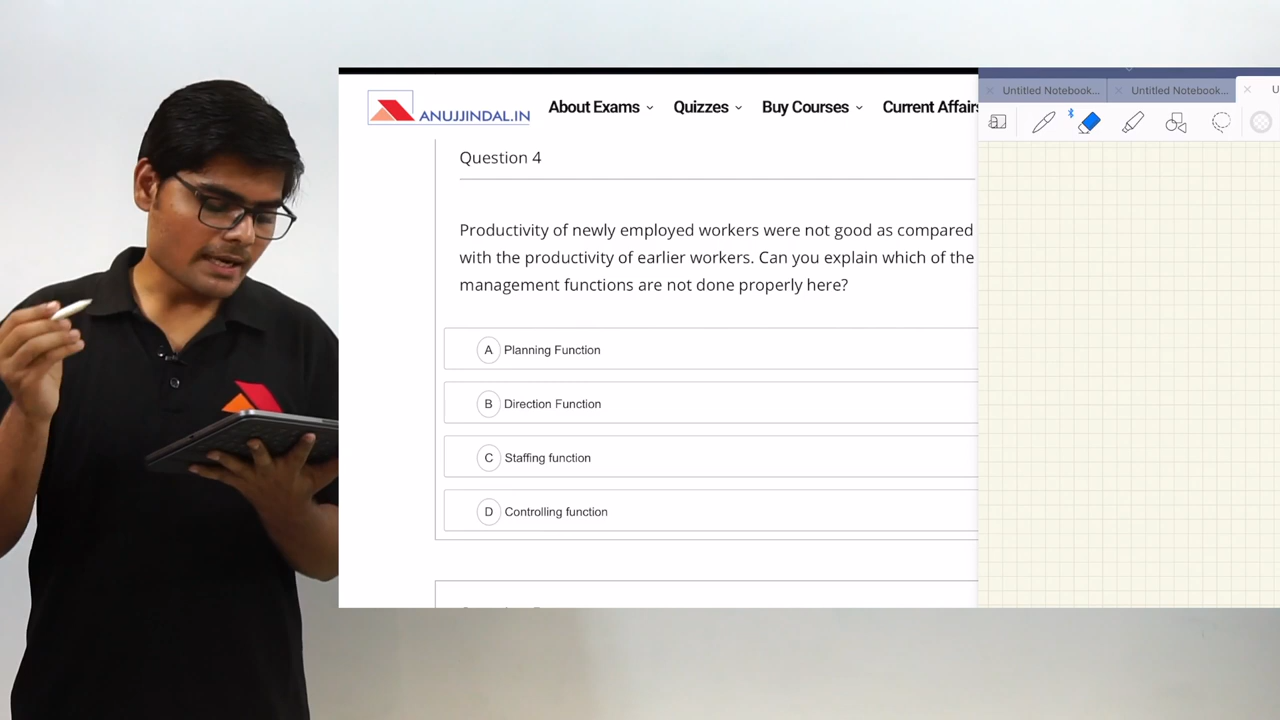 ANUJJINDAL.IN
About Exams
Quizzes
Buy Courses
Current Affairs
Untitled Notebook...
Untitled Notebook...
U
Question 4
Productivity of newly employed workers were not good as compared
with the productivity of earlier workers. Can you explain which of the
management functions are not done properly here?
A Planning Function
B Direction Function
C Staffing function
D Controlling function